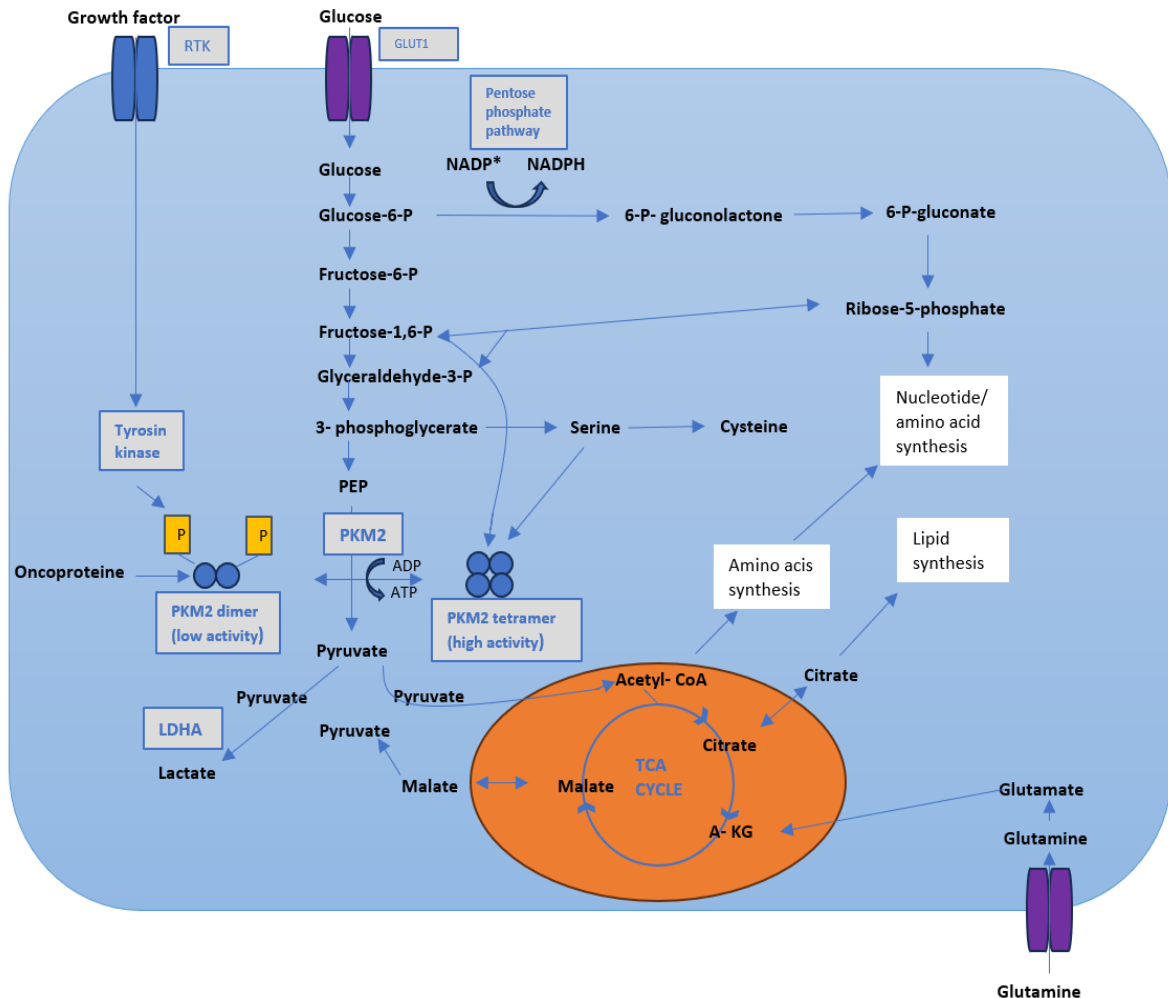 Growth factor
RTK
Glucose
GLUT1
Pentose
phosphate
pathway
NADP*
NADPH
Glucose
Glucose-6-P
6-P- gluconolactone
6-P-gluconate
Fructose-6-P
Fructose-1,6-P
Ribose-5-phosphate
Glyceraldehyde-3-P
3- phosphoglycerate
Serine
Cysteine
Nucleotide/
amino acid
synthesis
Tyrosin
kinase
PEP
P
P
PKM2
ADP
ATP
Oncoproteine
PKM2 dimer
(low activity)
PKM2 tetramer
(high activity)
Amino acis
synthesis
Lipid
synthesis
Pyruvate
Pyruvate
Pyruvate
Acetyl- CoA
Citrate
LDHA
Lactate
Pyruvate
Citrate
TCA
CYCLE
Malate
Malate
A- KG
Glutamate
Glutamine
Glutamine